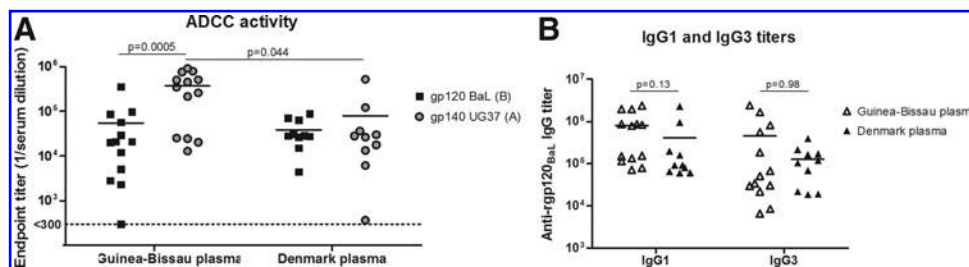 A
ADCC activity
p=0.0005
p=0.044
Endpoint titer (1/serum dilution)
10⁶
10⁵
10⁴
10³
<300
gp120 BaL (B)
gp140 UG37 (A)
Guinea-Bissau plasma
Denmark plasma
B
IgG1 and IgG3 titers
p=0.13
p=0.98
Anti-rgp120BaL IgG titer
10⁷
10⁶
10⁵
10⁴
10³
Guinea-Bissau plasm
Denmark plasma
IgG1
IgG3